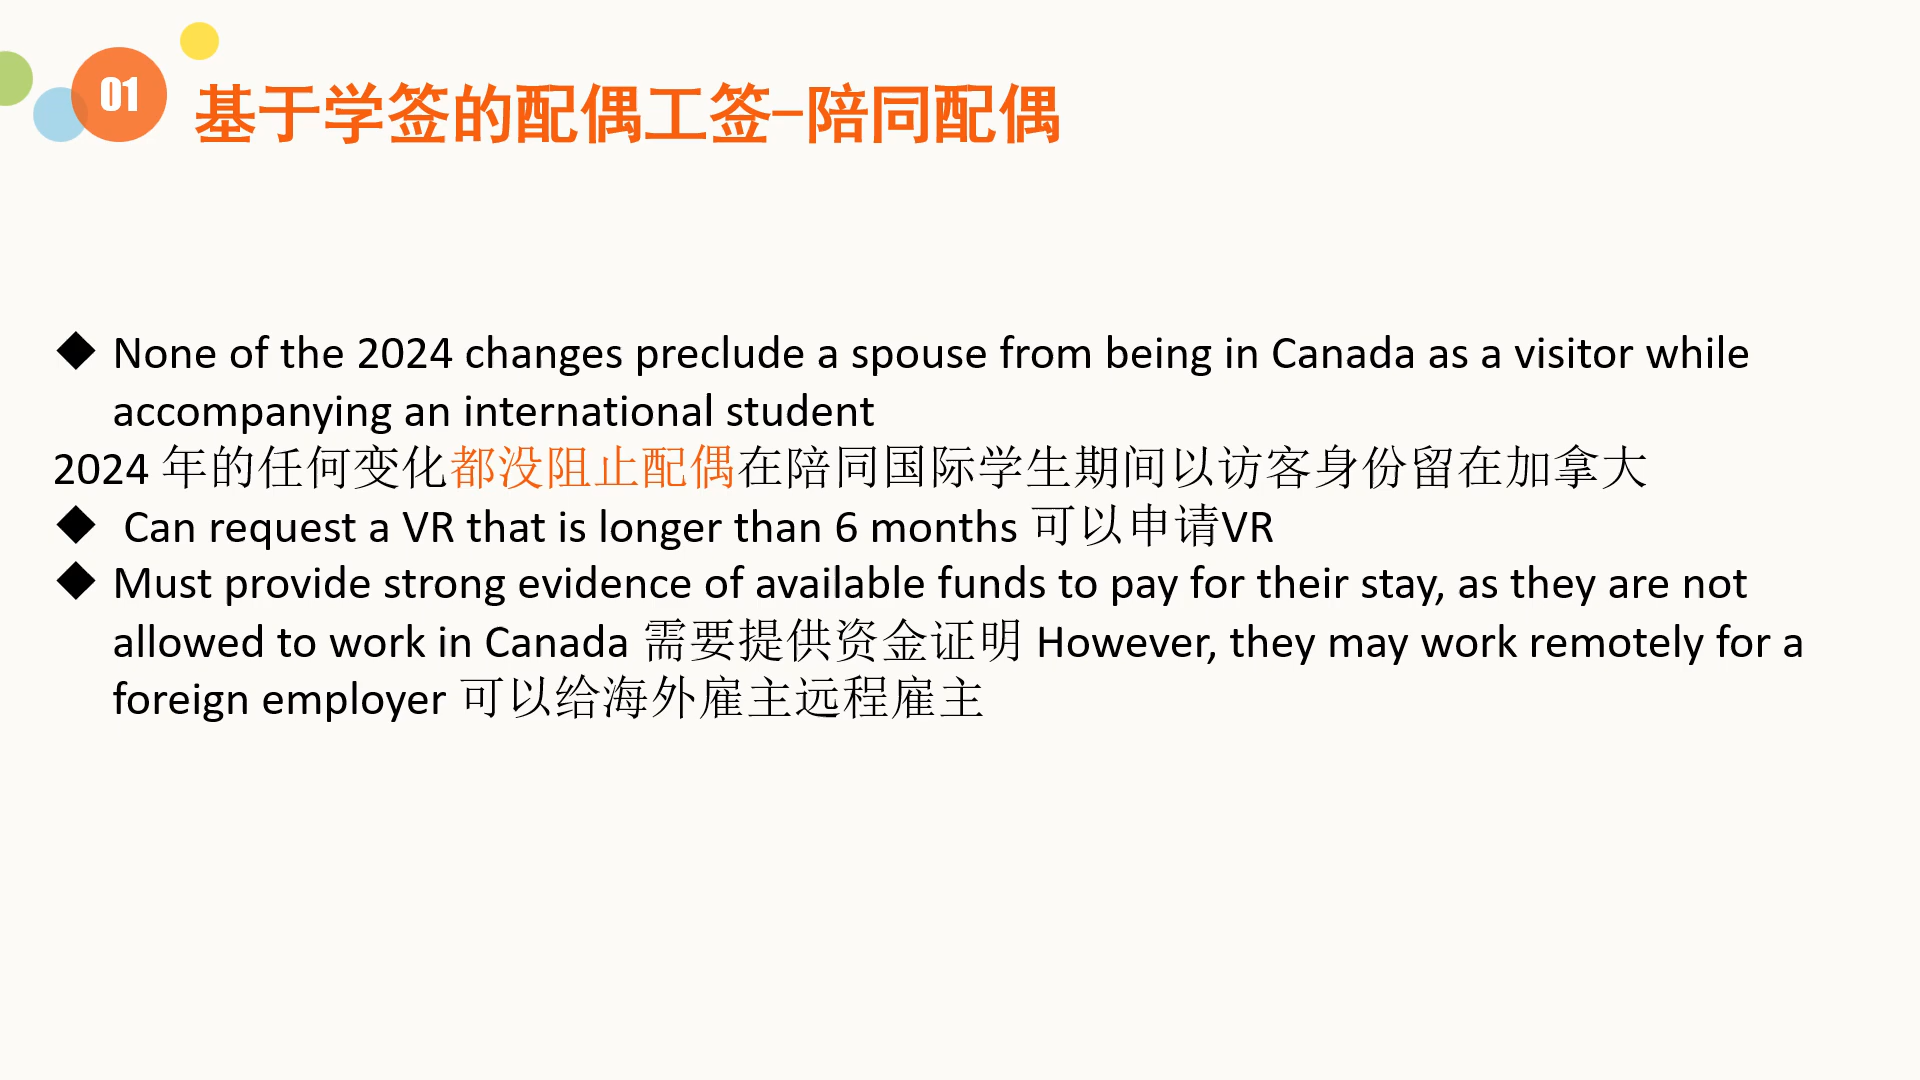 01
基于学签的配偶工签–陪同配偶
◆ None of the 2024 changes preclude a spouse from being in Canada as a visitor while
accompanying an international student
2024 年的任何变化都没阻止配偶在陪同国际学生期间以访客身份留在加拿大
◆ Can request a VR that is longer than 6 months 可以申请VR
◆ Must provide strong evidence of available funds to pay for their stay, as they are not
allowed to work in Canada 需要提供资金证明 However, they may work remotely for a
foreign employer 可以给海外雇主远程雇主